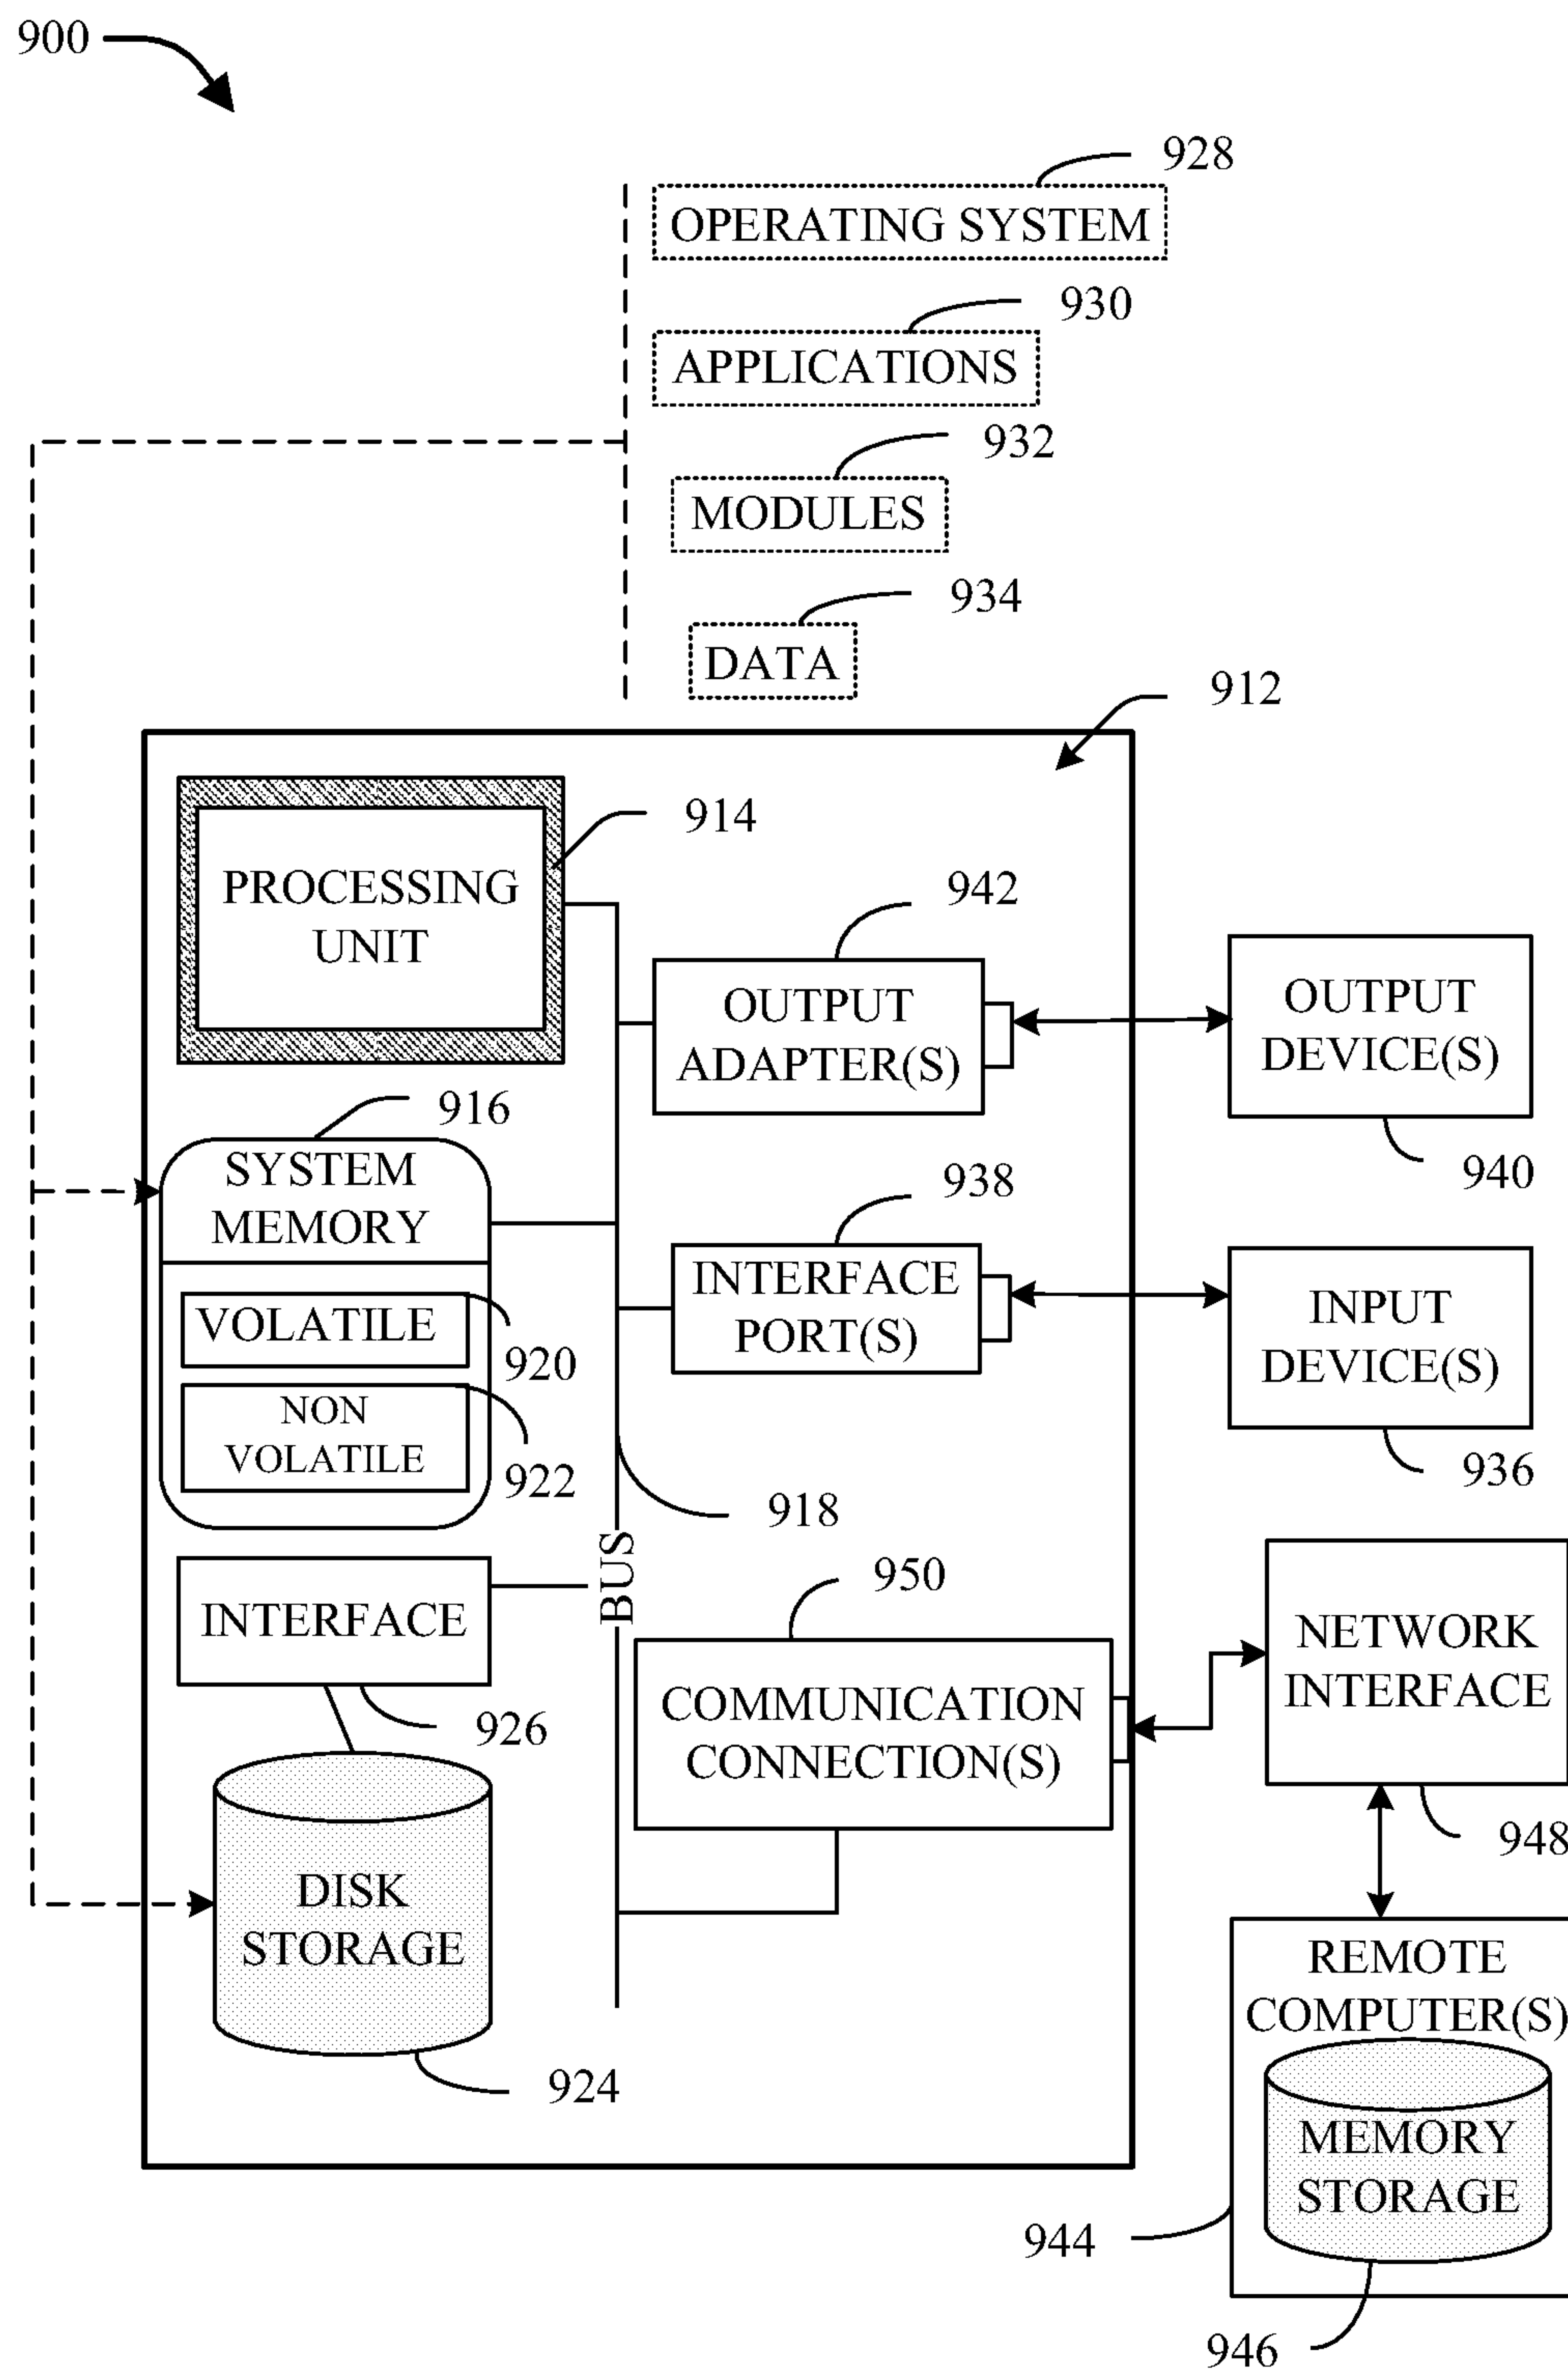 900
928
OPERATING SYSTEM
930
APPLICATIONS
932
MODULES
934
DATA
912
914
PROCESSING
UNIT
942
OUTPUT
ADAPTER(S)
OUTPUT
DEVICE(S)
940
916
SYSTEM
MEMORY
VOLATILE
920
NON
VOLATILE
922
938
INTERFACE
PORT(S)
INPUT
DEVICE(S)
936
918
BUS
950
INTERFACE
926
COMMUNICATION
CONNECTION(S)
NETWORK
INTERFACE
948
DISK
STORAGE
924
REMOTE
COMPUTER(S)
MEMORY
STORAGE
944
946